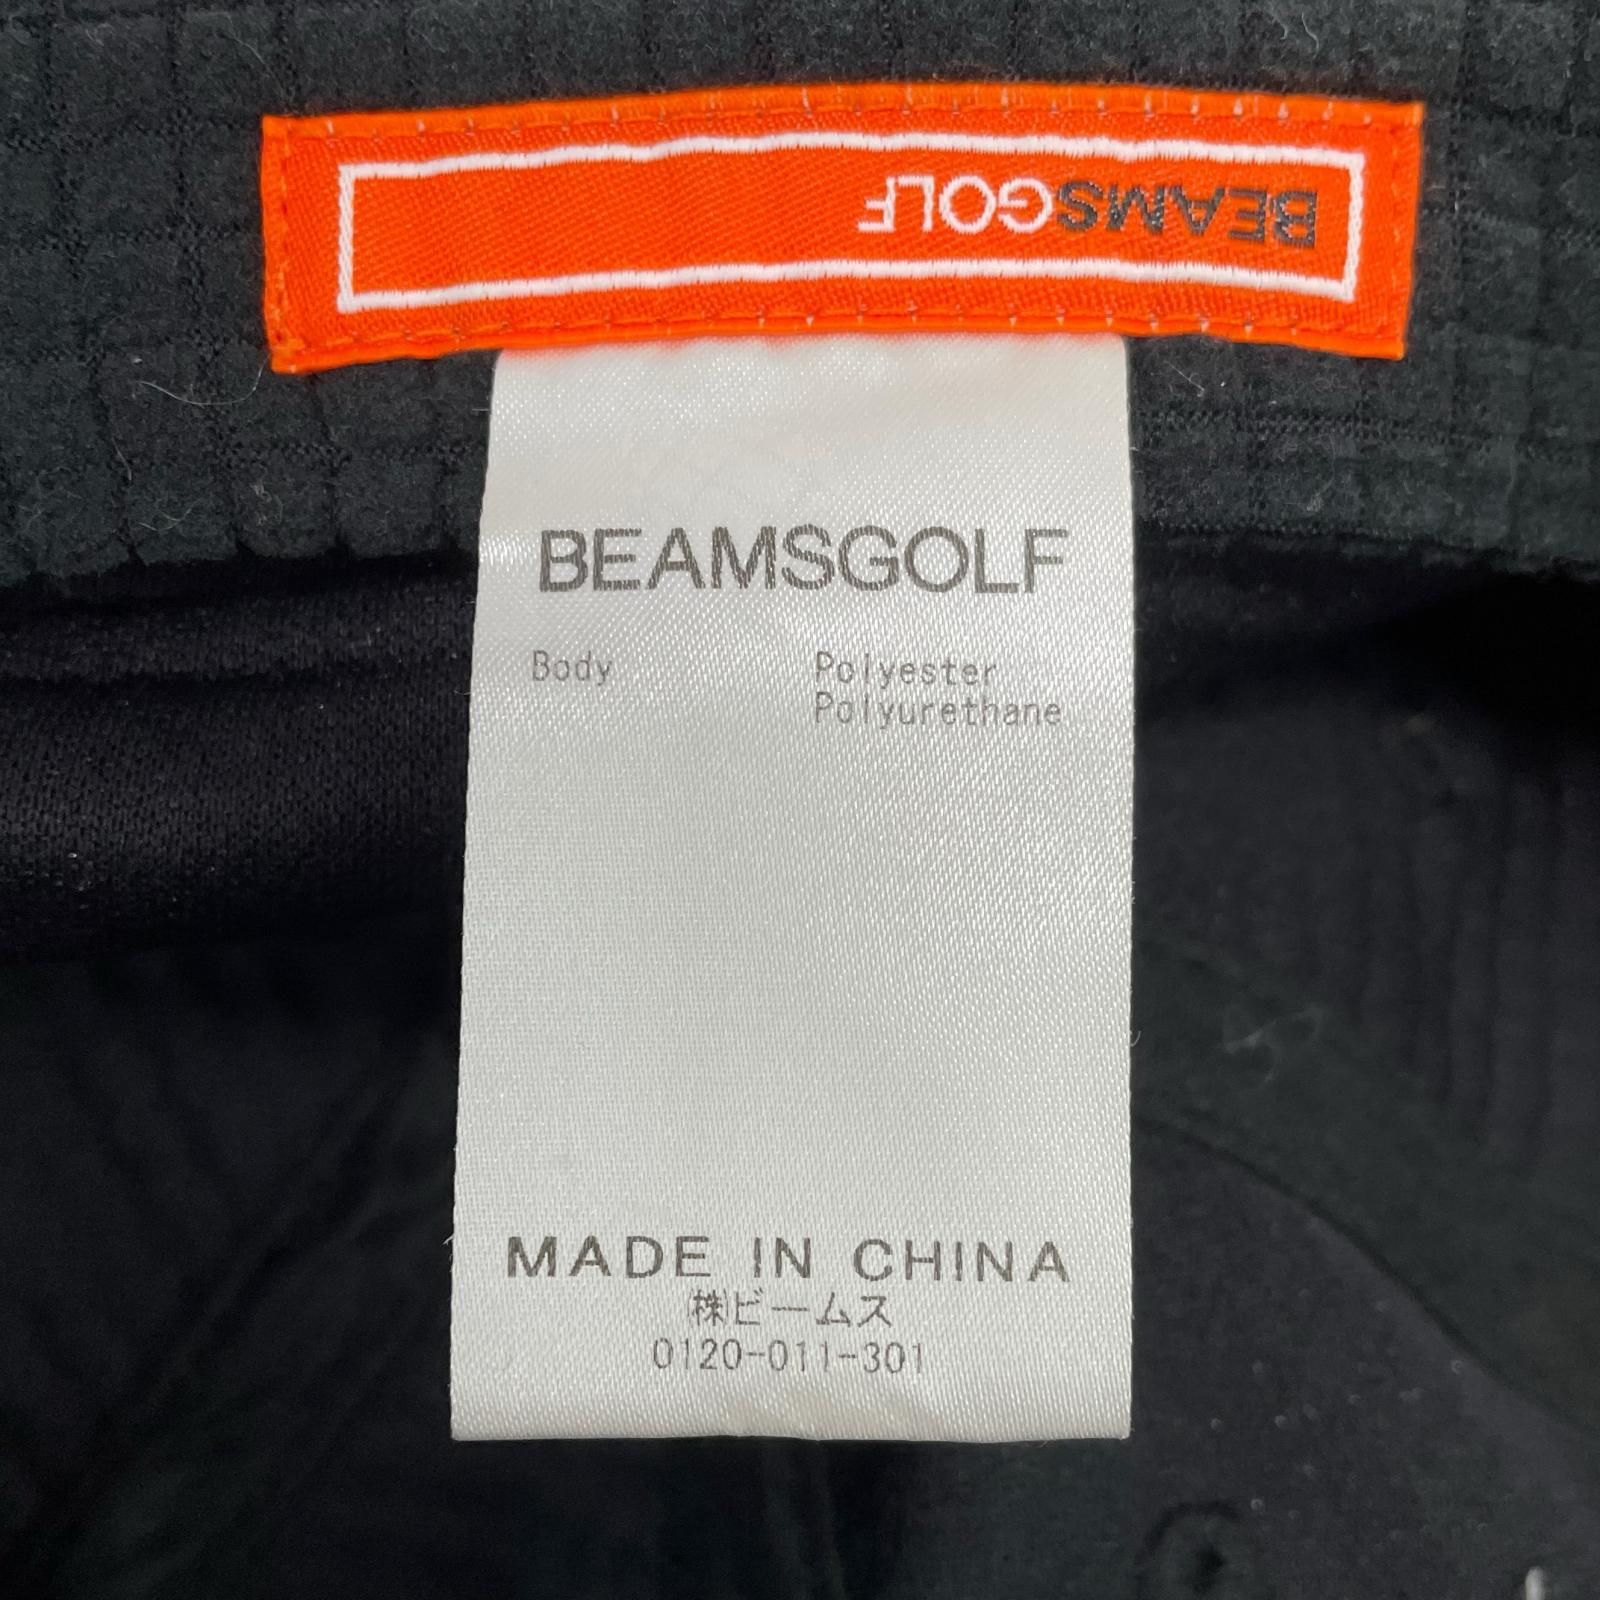 BEAMSGOLF
BEAMSGOLF
Body Polyester
Polyurethane
MADE IN CHINA
㈱ビームス
0120-011-301